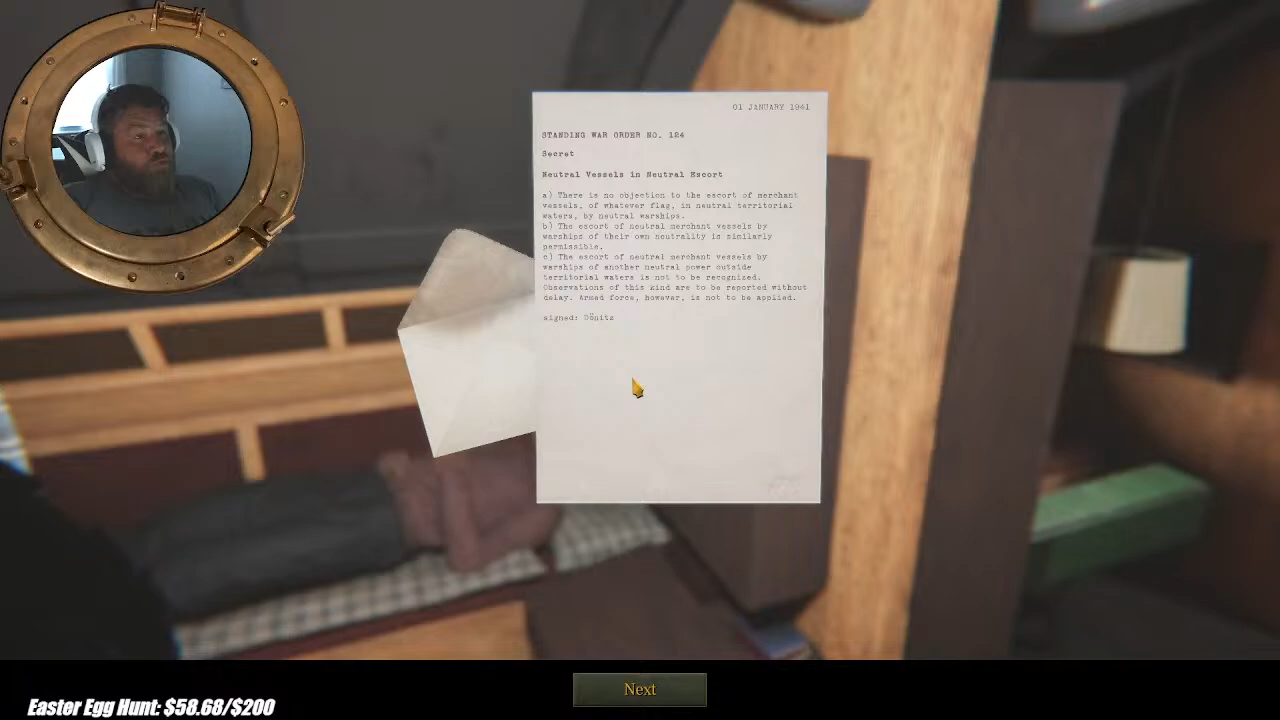 01 JANUARY 1941
STANDING WAR ORDER NO. 124
Secret
Neutral Vessels in Neutral Escort
a) There is no objection to the escort of merchant
vessels, of whatever flag, in neutral territorial
waters, by neutral warships.
b) The escort of neutral merchant vessels by
warships of their own neutrality is similarly
permissible.
c) The escort of neutral merchant vessels by
warships of another neutral power outside
territorial waters is not to be recognized.
Observations of this kind are to be reported without
delay. Armed force, however, is not to be applied.
signed: Dönitz
Next
Easter Egg Hunt: $58.68/$200